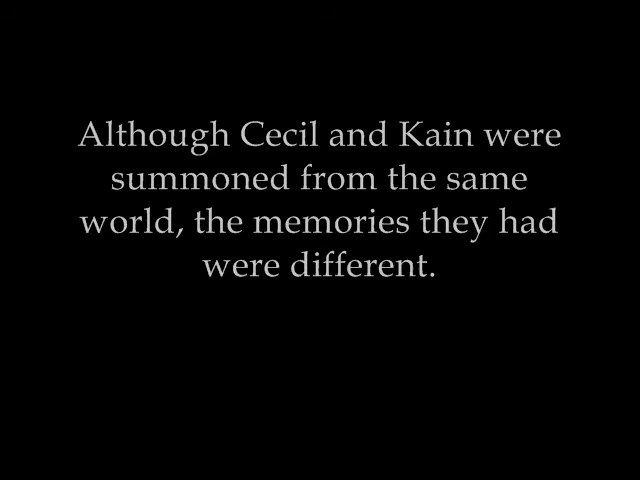 Although Cecil and Kain were
summoned from the same
world, the memories they had
were different.